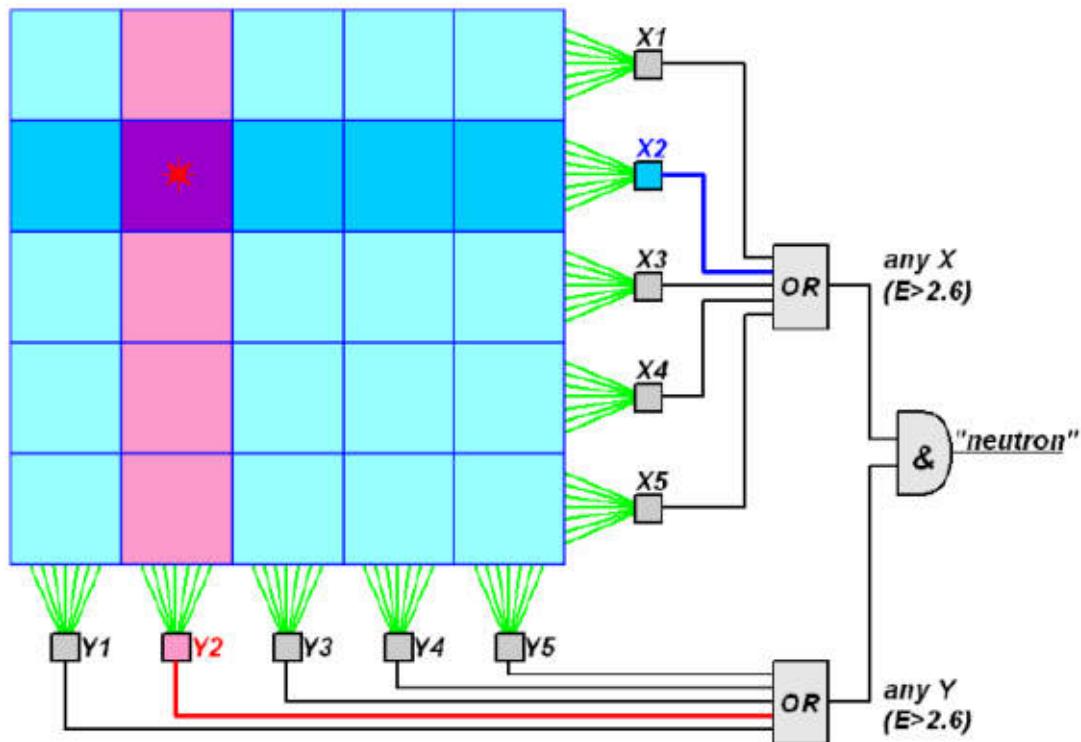 X1
X2
X3
OR
any X
(E>2.6)
X4
&
"neutron"
X5
Y1
Y2
Y3
Y4
Y5
OR
any Y
(E>2.6)